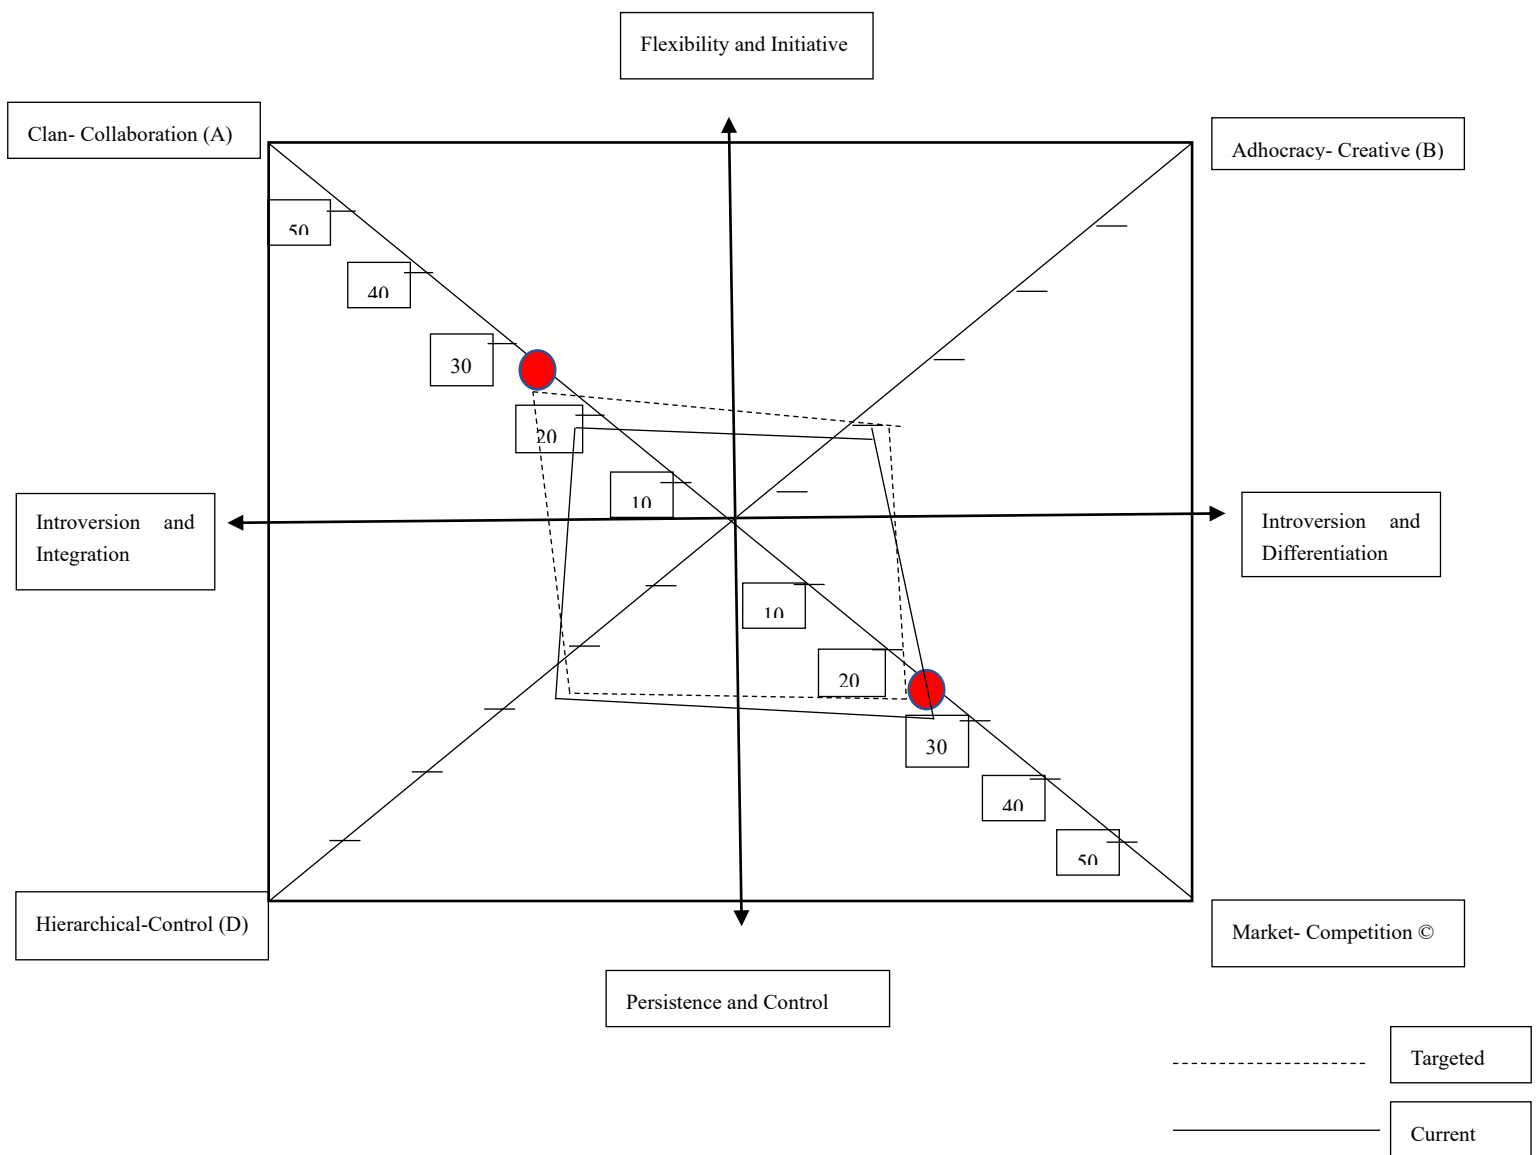 Flexibility and Initiative
Clan- Collaboration (A)
Adhocracy- Creative (B)
50
40
30
20
10
Introversion and
Integration
Introversion and
Differentiation
10
20
30
40
50
Hierarchical-Control (D)
Market- Competition ©
Persistence and Control
Targeted
Current